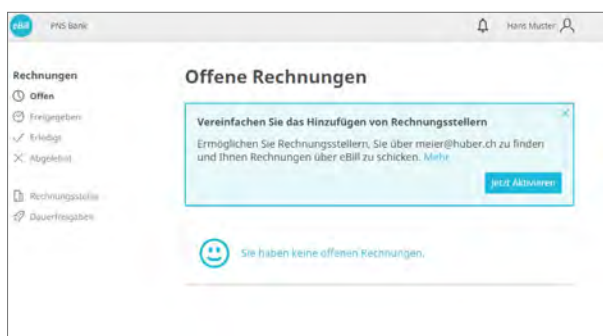 eBill PNS Bank Hans Muster
Rechnungen
Offen
Freigegeben
Erledigt
Abgelehnt
Rechnungssteller
Dauerfreigaben
Offene Rechnungen
Vereinfachen Sie das Hinzufügen von Rechnungsstellern
Ermöglichen Sie Rechnungsstellern, Sie über meier@huber.ch zu finden
und Ihnen Rechnungen über eBill zu schicken. Mehr
Jetzt Aktivieren
Sie haben keine offenen Rechnungen.